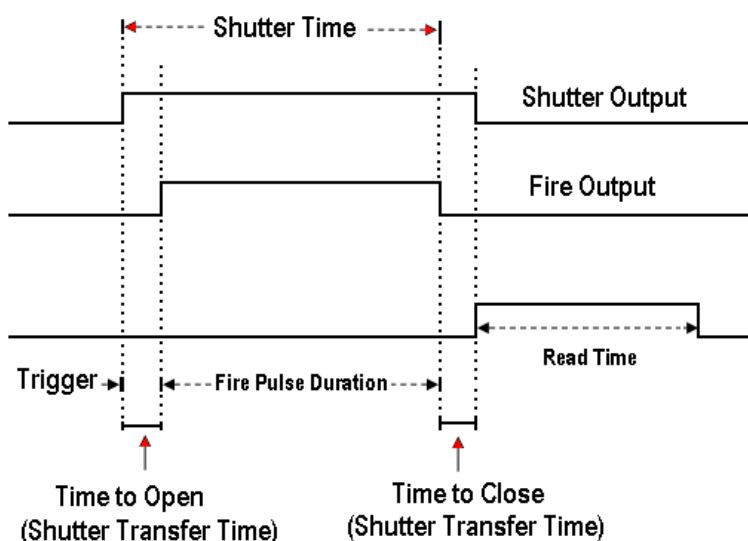 Shutter Time
Shutter Output
Fire Output
Read Time
Trigger
Fire Pulse Duration
Time to Open
(Shutter Transfer Time)
Time to Close
(Shutter Transfer Time)